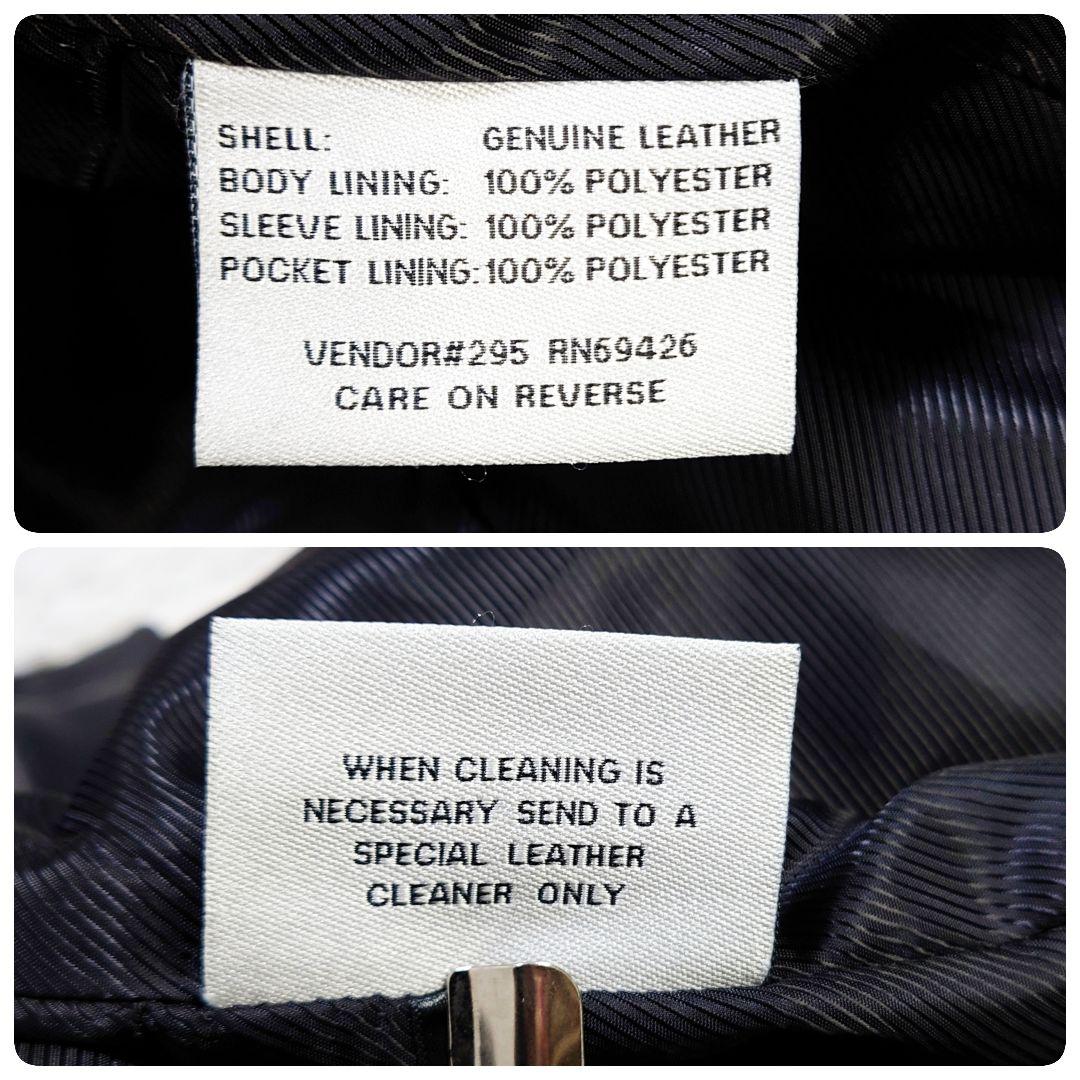 SHELL: GENUINE LEATHER
BODY LINING: 100% POLYESTER
SLEEVE LINING: 100% POLYESTER
POCKET LINING: 100% POLYESTER
VENDOR#295 RN69426
CARE ON REVERSE
WHEN CLEANING IS
NECESSARY SEND TO A
SPECIAL LEATHER
CLEANER ONLY